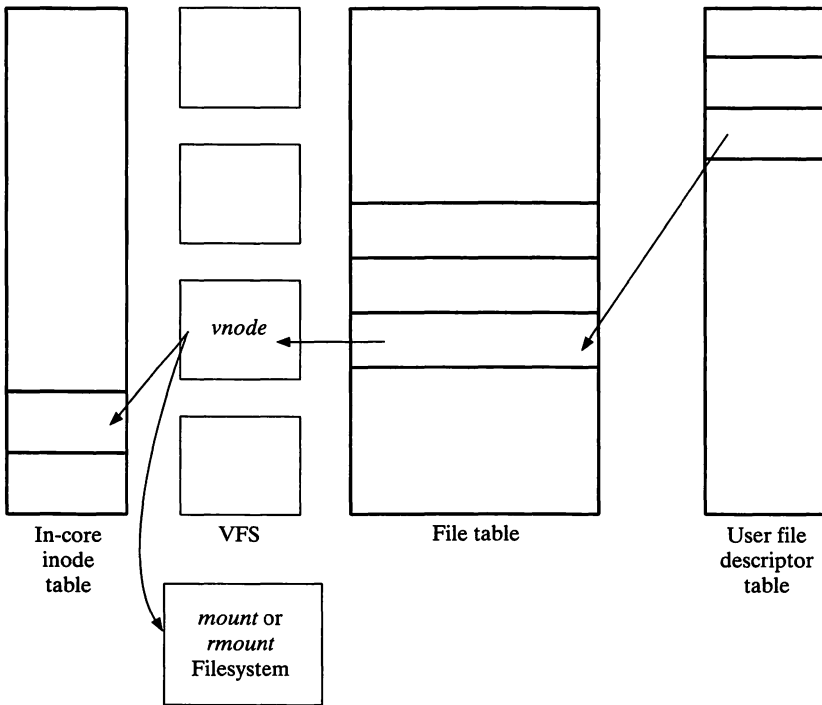 vnode
In-core
inode
table
VFS
File table
User file
descriptor
table
mount or
rmount
Filesystem